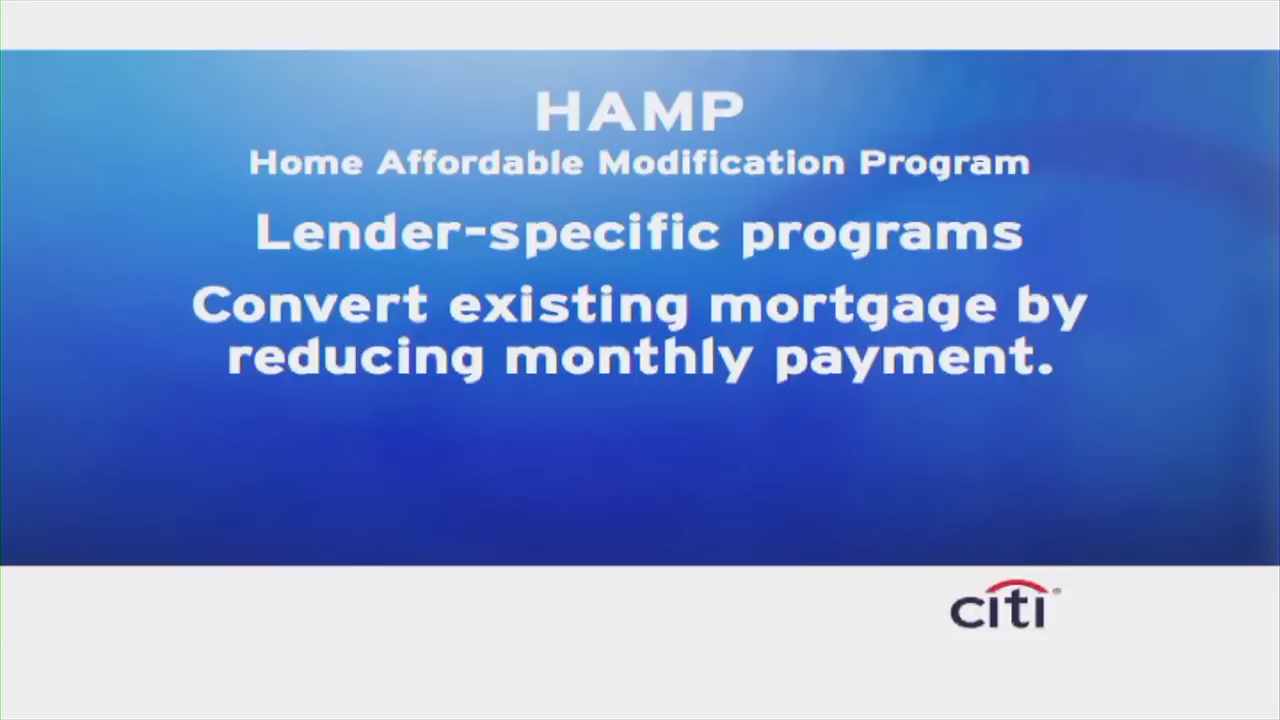 HAMP
Home Affordable Modification Program
Lender-specific programs
Convert existing mortgage by
reducing monthly payment.
citi®